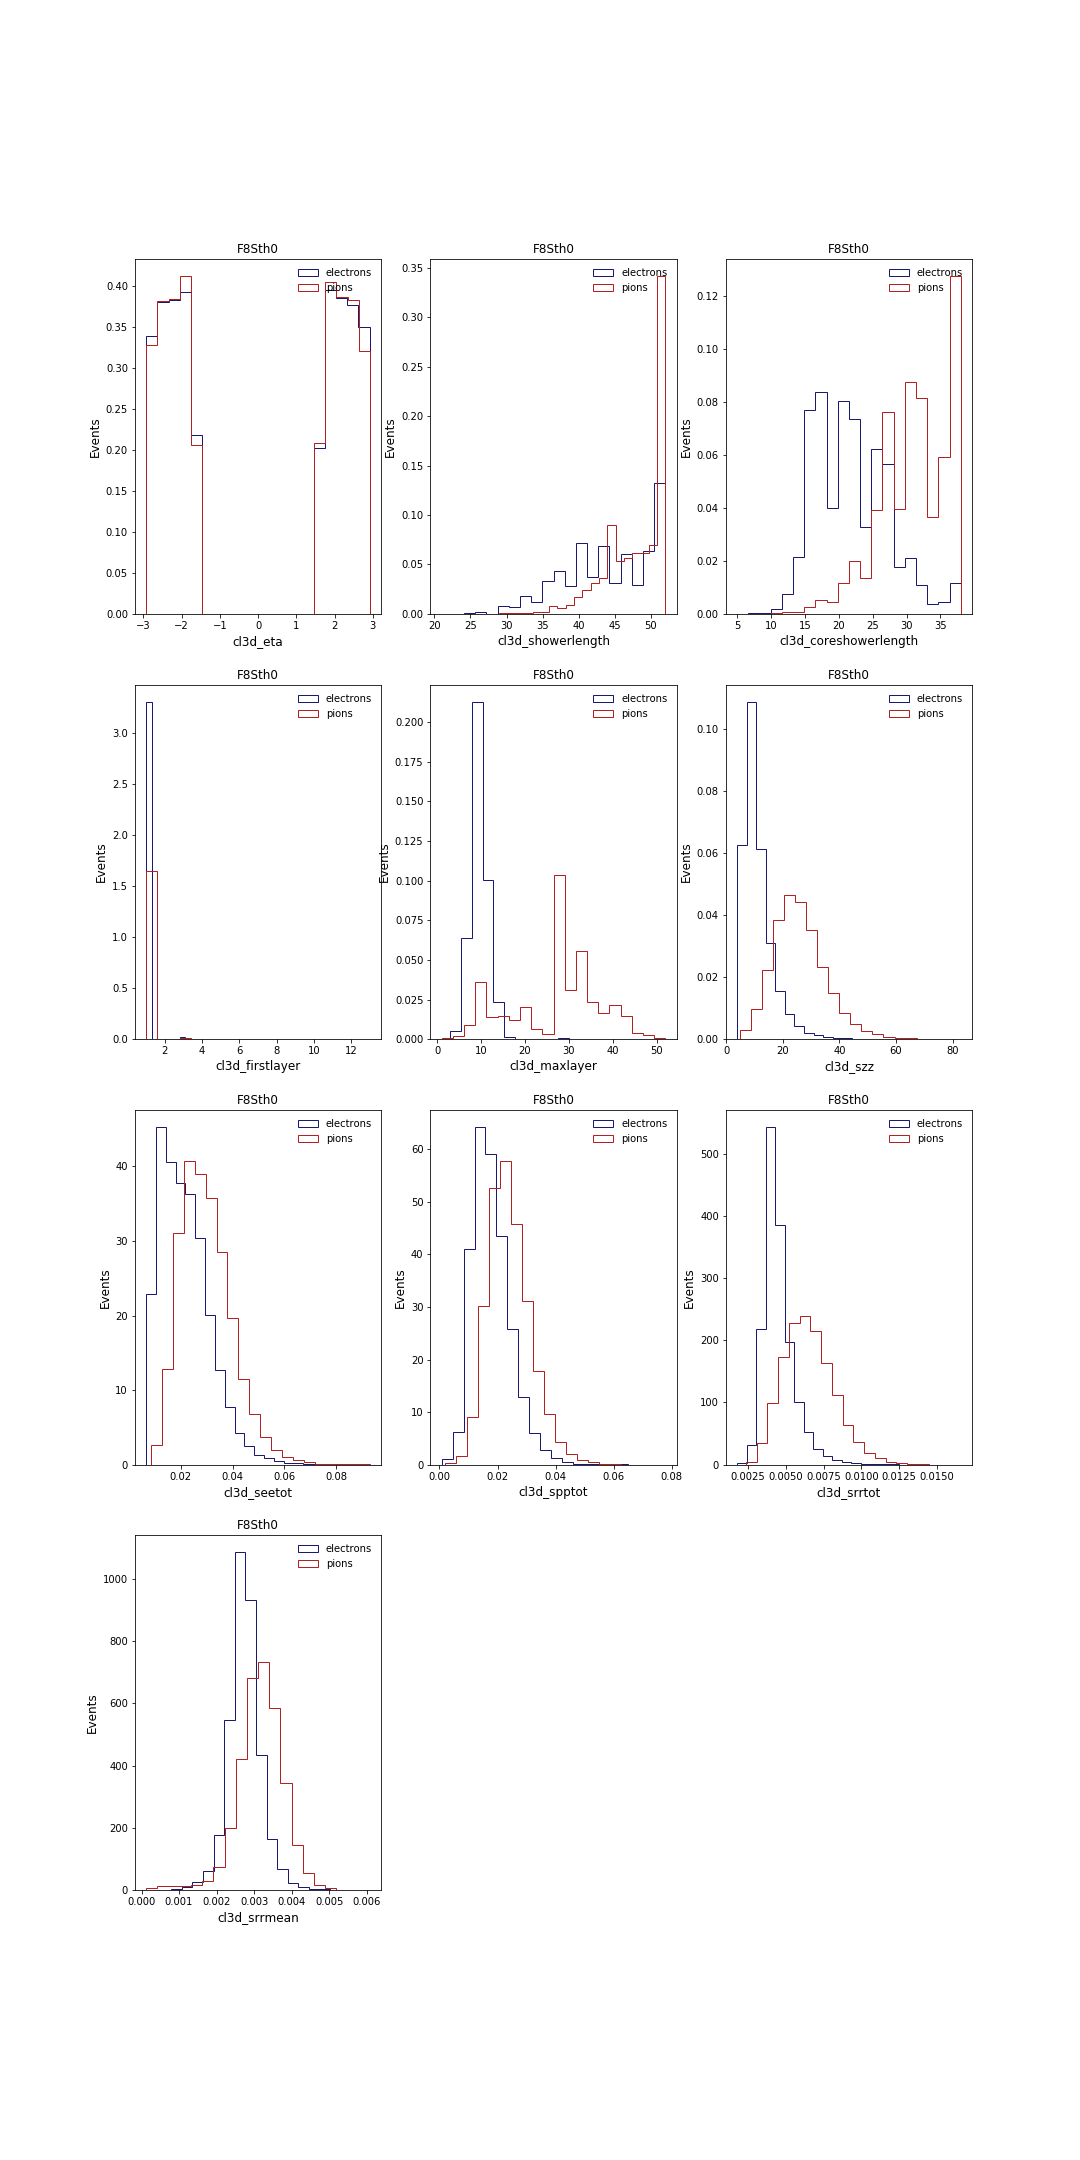 F8Sth0
electrons
pions
0.40
0.35
0.30
0.25
0.20
0.15
0.10
0.05
0.00
Events
−3 −2 −1 0 1 2 3
cl3d_eta
F8Sth0
electrons
pions
0.35
0.30
0.25
0.20
0.15
0.10
0.05
0.00
Events
20 25 30 35 40 45 50
cl3d_showerlength
F8Sth0
electrons
pions
0.12
0.10
0.08
0.06
0.04
0.02
0.00
Events
5 10 15 20 25 30 35
cl3d_coreshowerlength
F8Sth0
electrons
pions
3.0
2.5
2.0
1.5
1.0
0.5
0.0
Events
2 4 6 8 10 12
cl3d_firstlayer
F8Sth0
electrons
pions
0.200
0.175
0.150
0.125
0.100
0.075
0.050
0.025
0.000
Events
0 10 20 30 40 50
cl3d_maxlayer
F8Sth0
electrons
pions
0.10
0.08
0.06
0.04
0.02
0.00
Events
0 20 40 60 80
cl3d_szz
F8Sth0
electrons
pions
40
30
20
10
0
Events
0.02 0.04 0.06 0.08
cl3d_seetot
F8Sth0
electrons
pions
60
50
40
30
20
10
0
Events
0.00 0.02 0.04 0.06 0.08
cl3d_spptot
F8Sth0
electrons
pions
500
400
300
200
100
0
Events
0.0025 0.0050 0.0075 0.0100 0.0125 0.0150
cl3d_srrtot
F8Sth0
electrons
pions
1000
800
600
400
200
0
Events
0.000 0.001 0.002 0.003 0.004 0.005 0.006
cl3d_srrmean